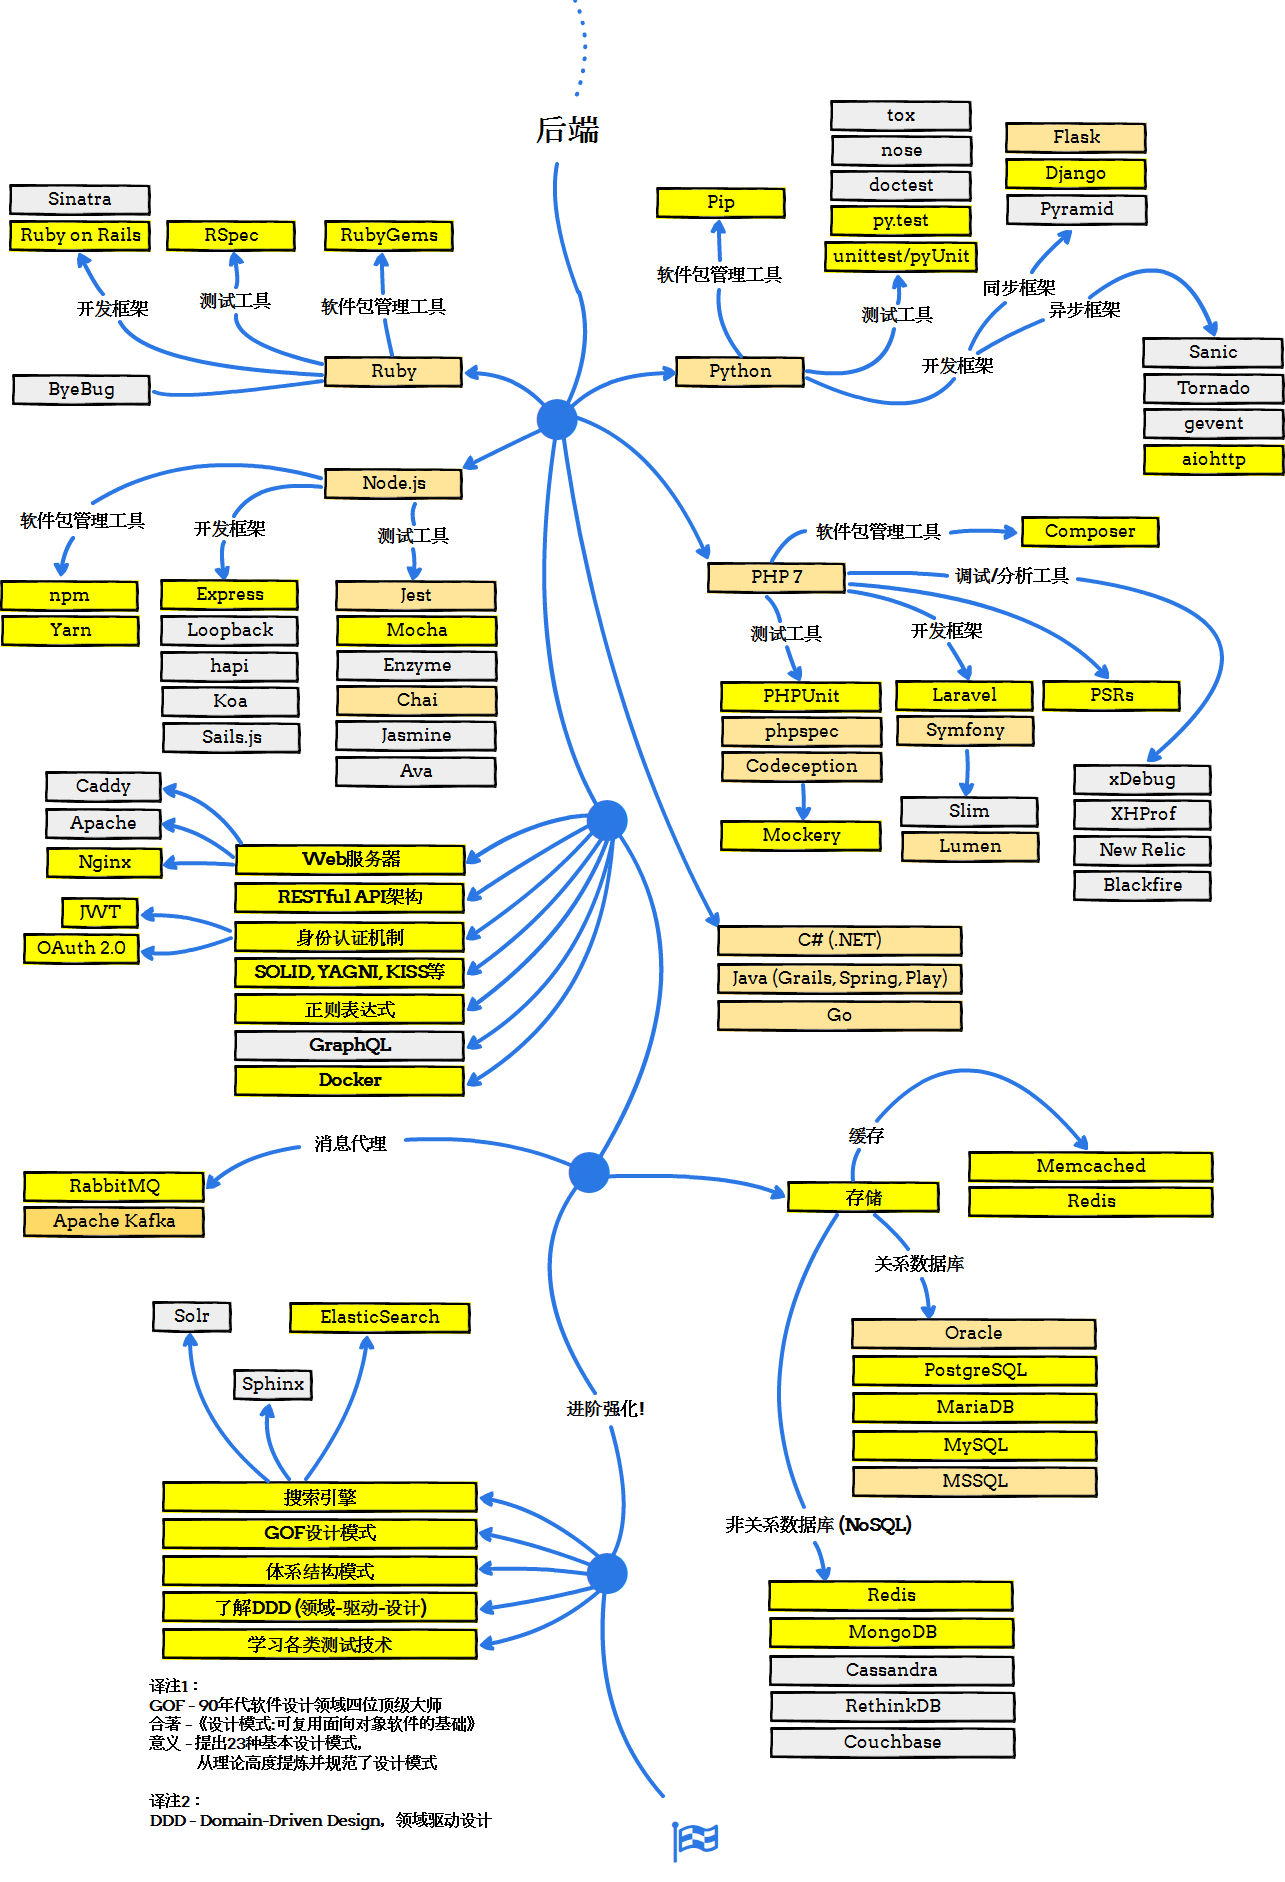 后端
Sinatra
Ruby on Rails
RSpec
RubyGems
开发框架
测试工具
软件包管理工具
Ruby
ByeBug
Pip
软件包管理工具
Python
tox
nose
doctest
py.test
unittest/pyUnit
测试工具
开发框架
Flask
Django
Pyramid
同步框架
异步框架
Sanic
Tornado
gevent
aiohttp
Node.js
软件包管理工具
开发框架
测试工具
npm
Yarn
Express
Loopback
hapi
Koa
Sails.js
Jest
Mocha
Enzyme
Chai
Jasmine
Ava
PHP 7
软件包管理工具
Composer
调试/分析工具
测试工具
开发框架
PHPUnit
phpspec
Codeception
Mockery
Laravel
Symfony
Slim
Lumen
PSRs
xDebug
XHProf
New Relic
Blackfire
C# (.NET)
Java (Grails, Spring, Play)
Go
Caddy
Apache
Nginx
JWT
OAuth 2.0
Web服务器
RESTful API架构
身份认证机制
SOLID, YAGNI, KISS等
正则表达式
GraphQL
Docker
消息代理
RabbitMQ
Apache Kafka
缓存
存储
Memcached
Redis
关系数据库
Oracle
PostgreSQL
MariaDB
MySQL
MSSQL
非关系数据库 (NoSQL)
Redis
MongoDB
Cassandra
RethinkDB
Couchbase
进阶强化!
Solr
Sphinx
ElasticSearch
搜索引擎
GOF设计模式
体系结构模式
了解DDD (领域-驱动-设计)
学习各类测试技术
译注1：
GOF - 90年代软件设计领域四位顶级大师
合著 -《设计模式:可复用面向对象软件的基础》
意义 - 提出23种基本设计模式，
从理论高度提炼并规范了设计模式
译注2：
DDD - Domain-Driven Design，领域驱动设计